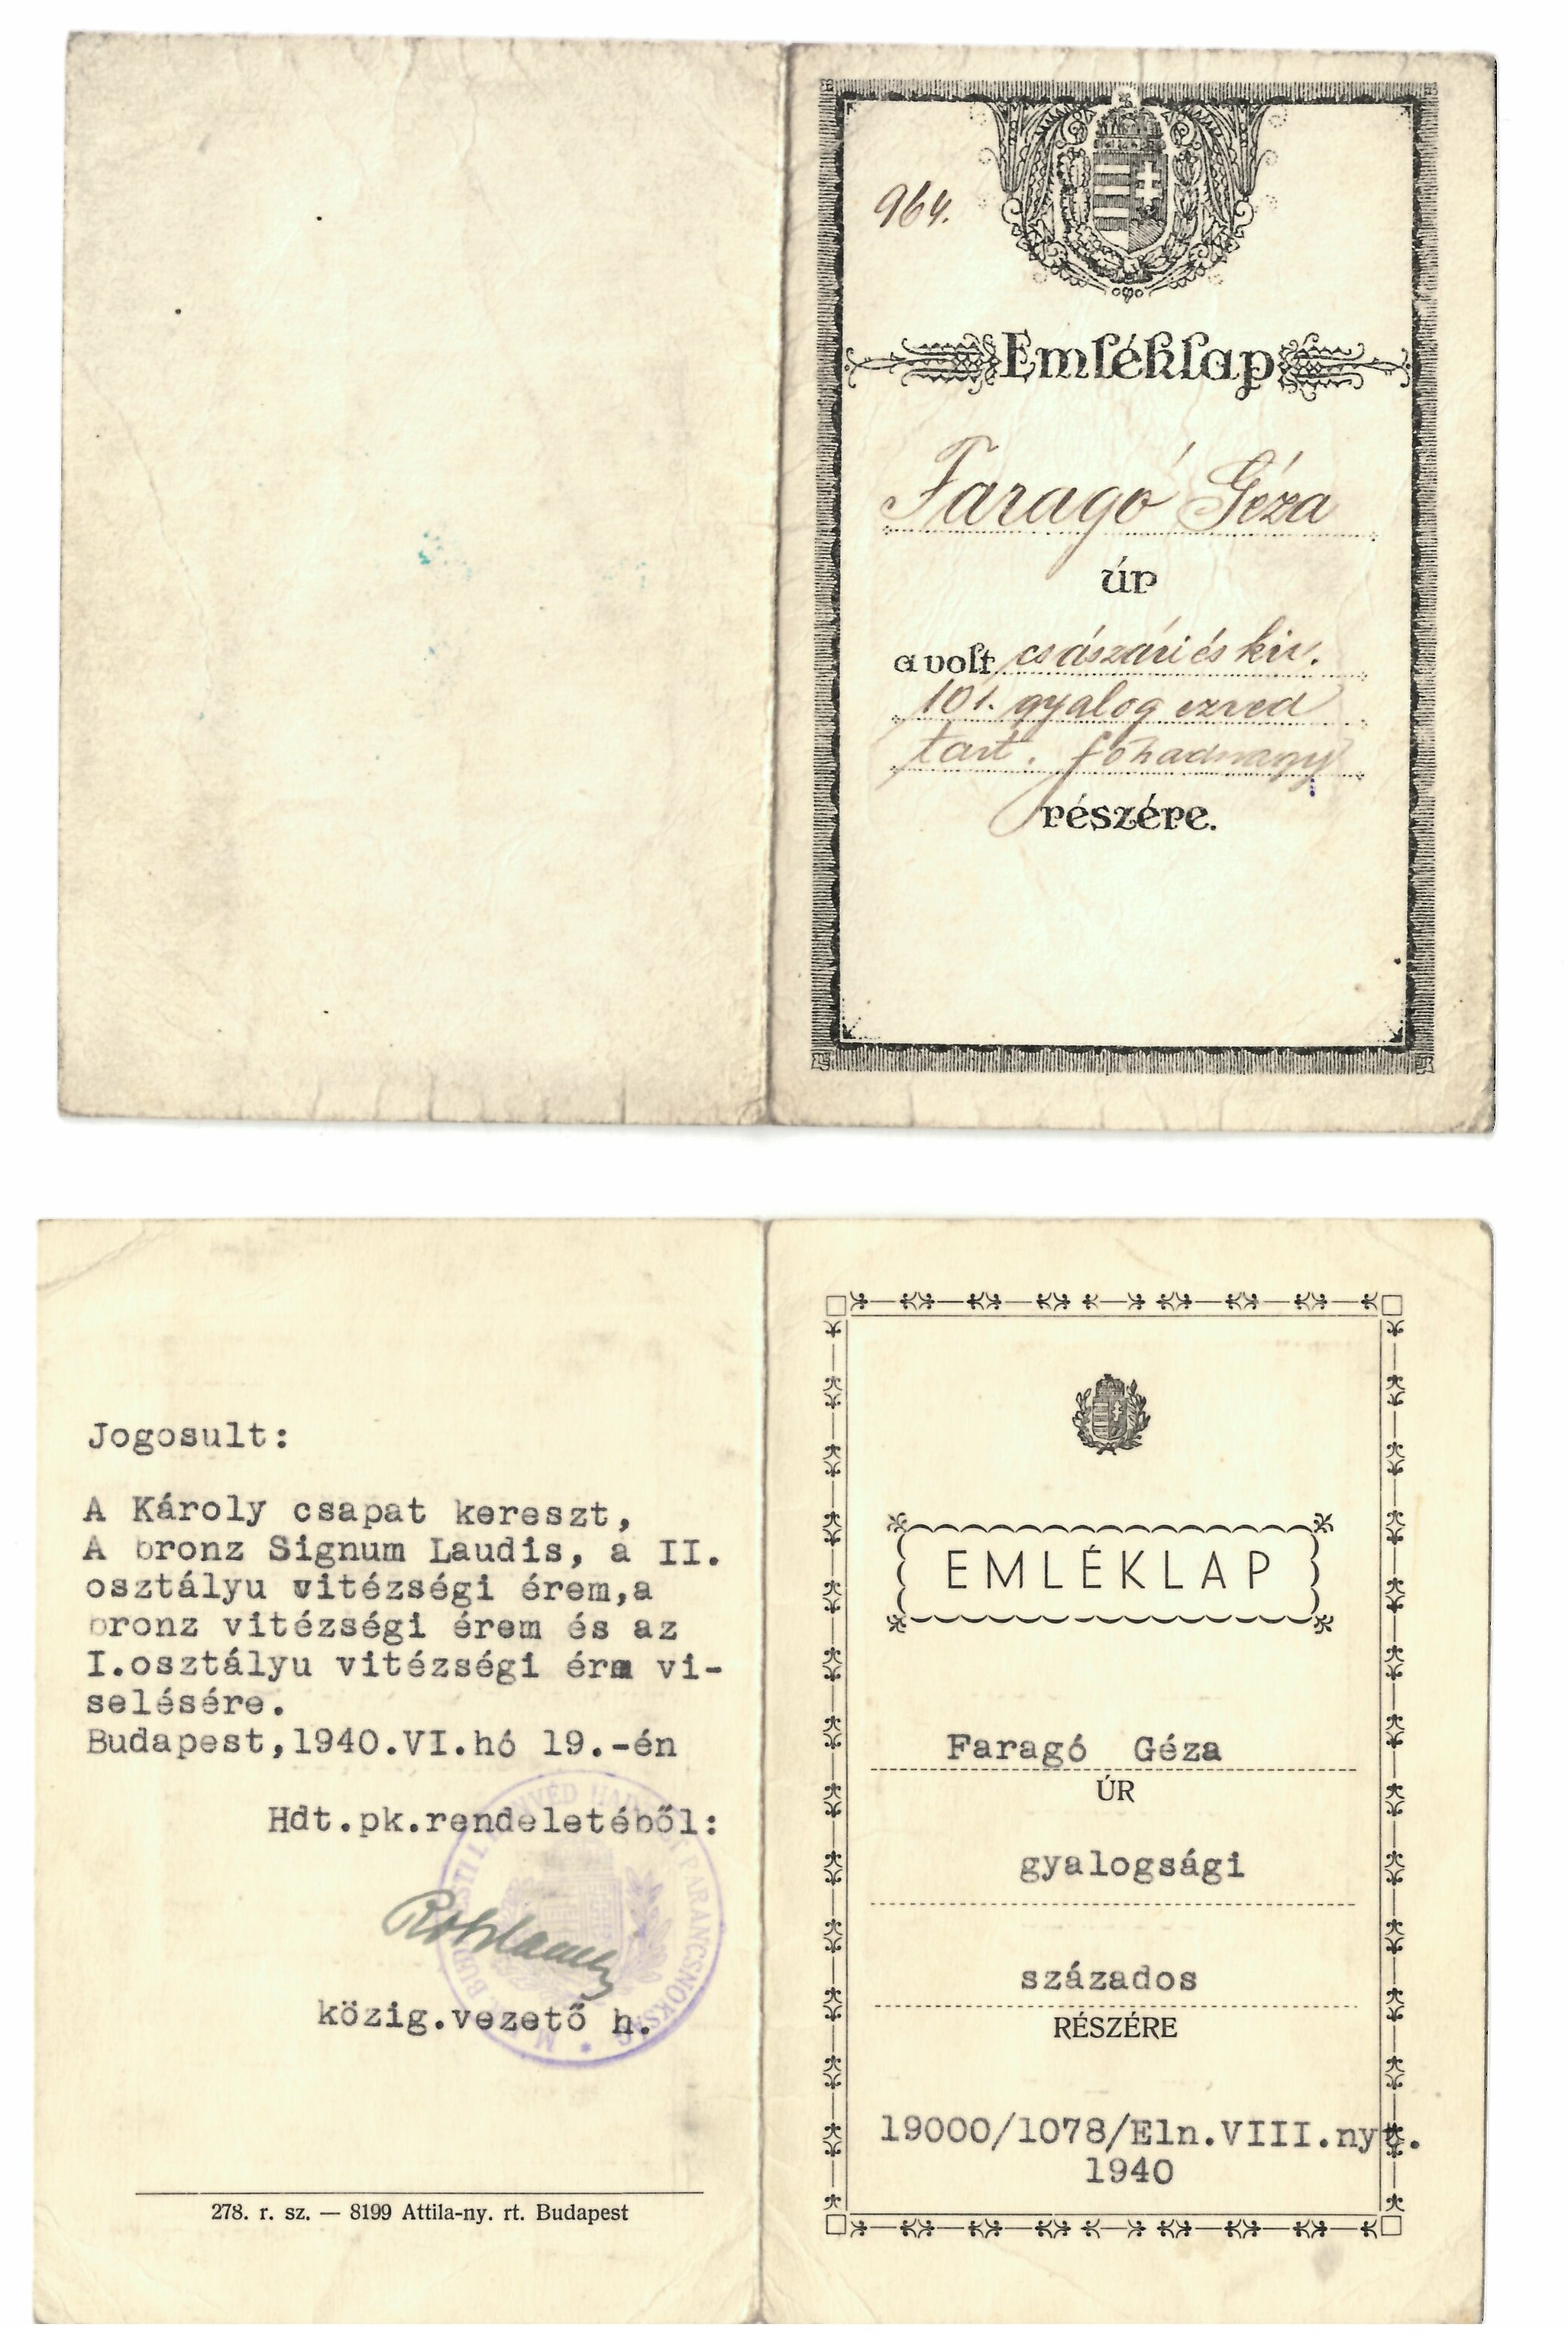 964.
Emléklap
Faragó Géza
úr
a volt császári és kir.
101. gyalog ezred
tart. főhadnagy
részére.
Jogosult:
A Károly csapat kereszt,
A bronz Signum Laudis, a II.
osztályu vitézségi érem,a
bronz vitézségi érem és az
I.osztályu vitézségi érm vi-
selésére.
Budapest,1940.VI.hó 19.-én
Hdt.pk.rendeletéből:
közig.vezető h.
278. r. sz. — 8199 Attila-ny. rt. Budapest
EMLÉKLAP
Faragó Géza
ÚR
gyalogsági
százados
RÉSZÉRE
19000/1078/Eln.VIII.nyt.
1940